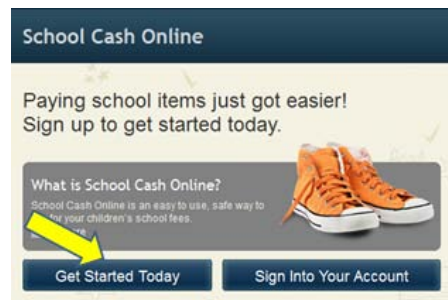 School Cash Online
Paying school items just got easier!
Sign up to get started today.
What is School Cash Online?
School Cash Online is an easy to use, safe way to
for your children's school fees.
Get Started Today
Sign Into Your Account